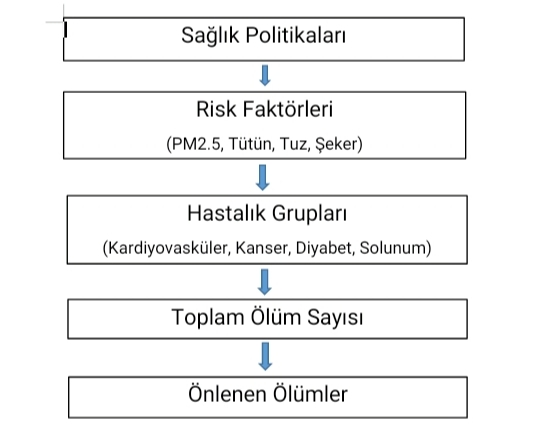 Sağlık Politikaları
Risk Faktörleri
(PM2.5, Tütün, Tuz, Şeker)
Hastalık Grupları
(Kardiyovasküler, Kanser, Diyabet, Solunum)
Toplam Ölüm Sayısı
Önlenen Ölümler